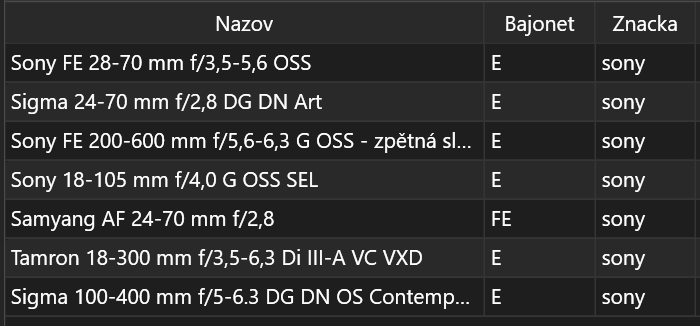 Nazov Bajonet Znacka
Sony FE 28-70 mm f/3,5-5,6 OSS E sony
Sigma 24-70 mm f/2,8 DG DN Art E sony
Sony FE 200-600 mm f/5,6-6,3 G OSS - zpětná sl... E sony
Sony 18-105 mm f/4,0 G OSS SEL E sony
Samyang AF 24-70 mm f/2,8 FE sony
Tamron 18-300 mm f/3,5-6,3 Di III-A VC VXD E sony
Sigma 100-400 mm f/5-6.3 DG DN OS Contemp... E sony